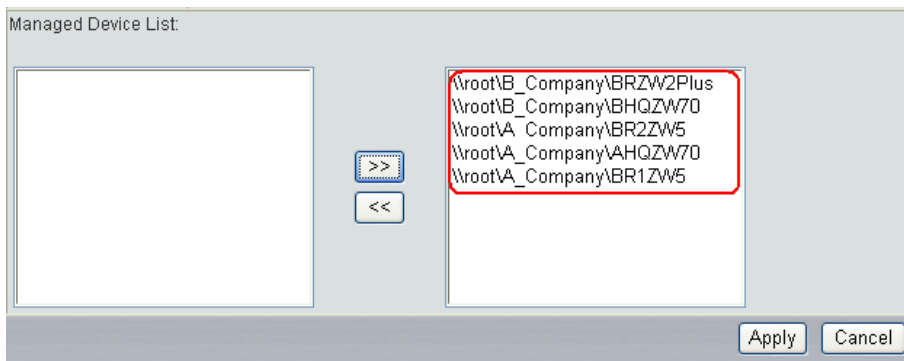 Managed Device List:
\\root\B_Company\BRZW2Plus
\\root\B_Company\BHQZW70
\\root\A_Company\BR2ZW5
\\root\A_Company\AHQZW70
\\root\A_Company\BR1ZW5
>>
<<
Apply Cancel